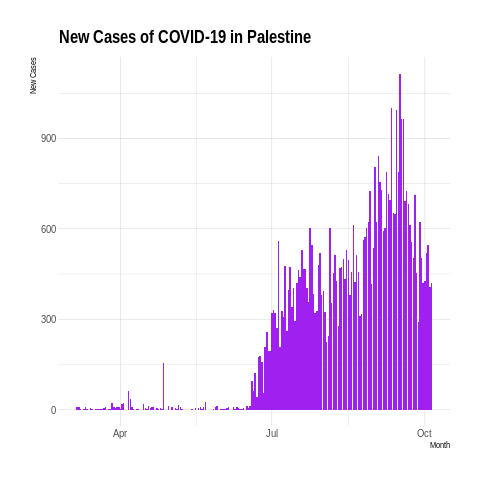 New Cases of COVID-19 in Palestine
New Cases
900
600
300
0
Apr
Jul
Oct
Month